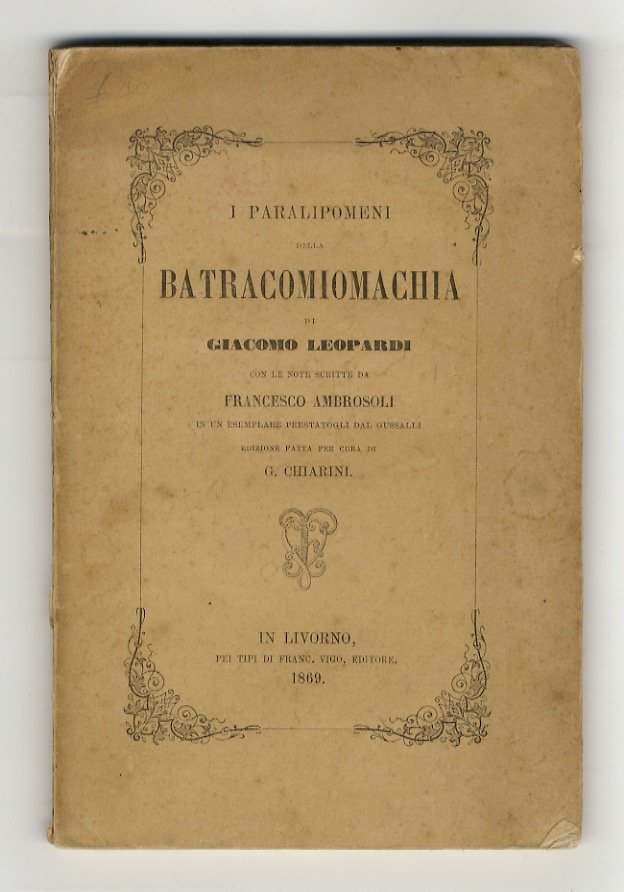 I PARALIPOMENI
DELLA
BATRACOMIOMACHIA
DI
GIACOMO LEOPARDI
CON LE NOTE SCRITTE DA
FRANCESCO AMBROSOLI
IN UN ESEMPLARE PRESTATOGLI DAL GUSSALLI
EDIZIONE FATTA PER CURA DI
G. CHIARINI.
IN LIVORNO,
PEI TIPI DI FRANC. VIGO, EDITORE.
1869.